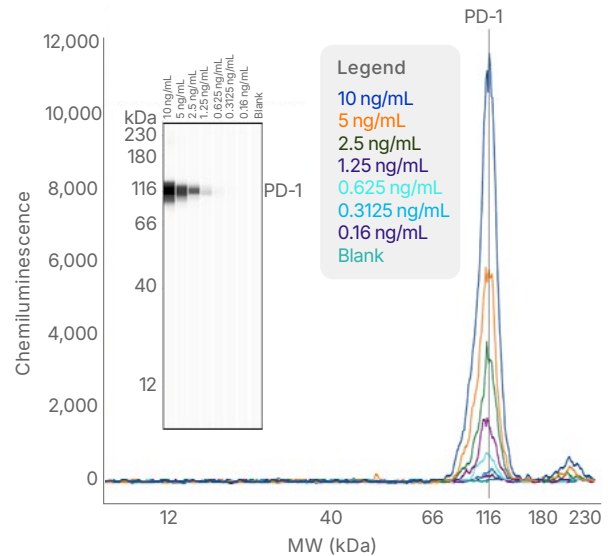 PD-1
12,000
10,000
8,000
6,000
4,000
2,000
0
Chemiluminescence
12
40
66
116
180
230
MW (kDa)
10 ng/mL
5 ng/mL
2.5 ng/mL
1.25 ng/mL
0.625 ng/mL
0.3125 ng/mL
0.16 ng/mL
Blank
kDa
230
180
116
66
40
12
PD-1
Legend
10 ng/mL
5 ng/mL
2.5 ng/mL
1.25 ng/mL
0.625 ng/mL
0.3125 ng/mL
0.16 ng/mL
Blank